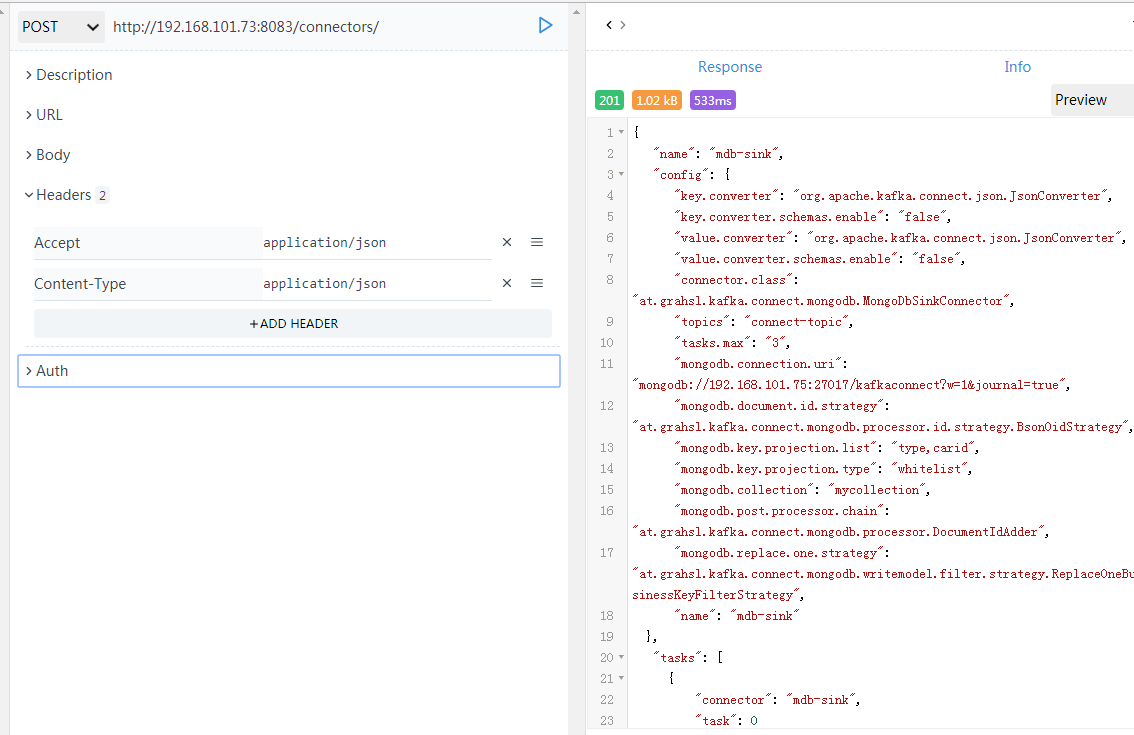 POST
http://192.168.101.73:8083/connectors/
Description
URL
Body
Headers 2
Accept application/json
Content-Type application/json
+ADD HEADER
Auth
Response Info
201 1.02 kB 533ms Preview
1 {
2 "name": "mdb-sink",
3 "config": {
4 "key.converter": "org.apache.kafka.connect.json.JsonConverter",
5 "key.converter.schemas.enable": "false",
6 "value.converter": "org.apache.kafka.connect.json.JsonConverter",
7 "value.converter.schemas.enable": "false",
8 "connector.class":
"at.grahsl.kafka.connect.mongodb.MongoDbSinkConnector",
9 "topics": "connect-topic",
10 "tasks.max": "3",
11 "mongodb.connection.uri":
"mongodb://192.168.101.75:27017/kafkaconnect?w=1&journal=true",
12 "mongodb.document.id.strategy":
"at.grahsl.kafka.connect.mongodb.processor.id.strategy.BsonOidStrategy",
13 "mongodb.key.projection.list": "type,carid",
14 "mongodb.key.projection.type": "whitelist",
15 "mongodb.collection": "mycollection",
16 "mongodb.post.processor.chain":
"at.grahsl.kafka.connect.mongodb.processor.DocumentIdAdder",
17 "mongodb.replace.one.strategy":
"at.grahsl.kafka.connect.mongodb.writemodel.filter.strategy.ReplaceOneBu
sinessKeyFilterStrategy",
18 "name": "mdb-sink"
19 },
20 "tasks": [
21 {
22 "connector": "mdb-sink",
23 "task": 0